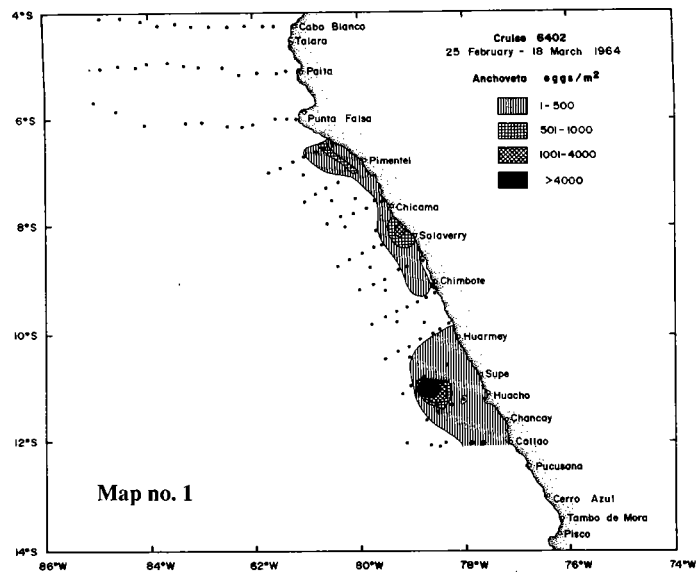 4°S
Cabo Blanco
Talara
Cruise 6402
25 February - 18 March 1964
Anchoveta eggs/m²
Paita
1-500
501-1000
1001-4000
>4000
6°S
Punta Falsa
Pimentel
Chicama
8°S
Salaverry
Chimbote
10°S
Huarmey
Supe
Huacho
Chancay
12°S
Callao
Pucusana
Map no. 1
Cerro Azul
Tambo de Mora
Pisco
14°S
86°W
84°W
82°W
80°W
78°W
76°W
74°W